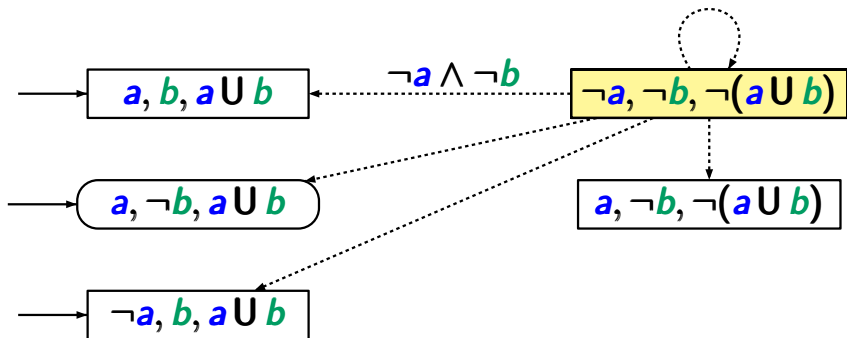 ¬a ∧ ¬b
a, b, a U b
¬a, ¬b, ¬(a U b)
a, ¬b, a U b
a, ¬b, ¬(a U b)
¬a, b, a U b